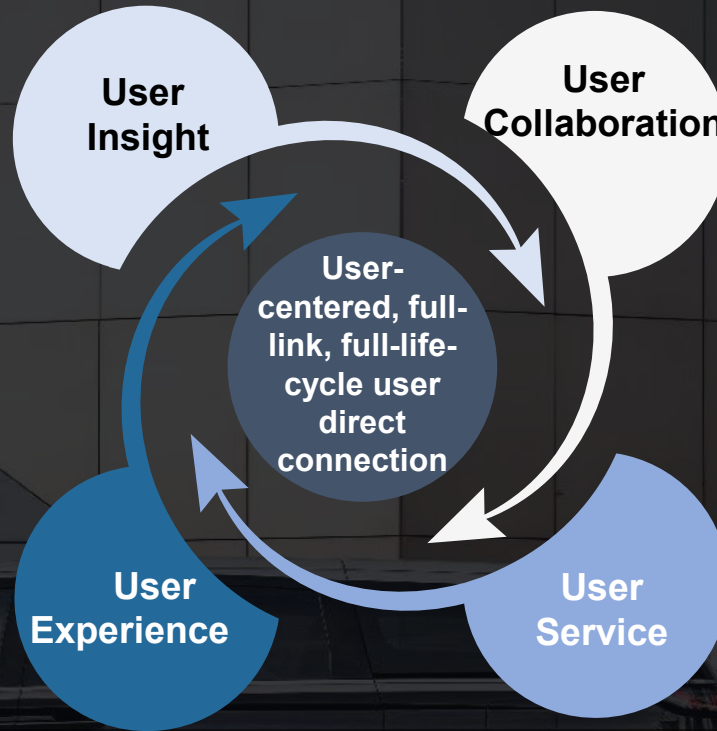 User
Insight
User
Collaboration
User-
centered, full-
link, full-life-
cycle user
direct
connection
User
Experience
User
Service